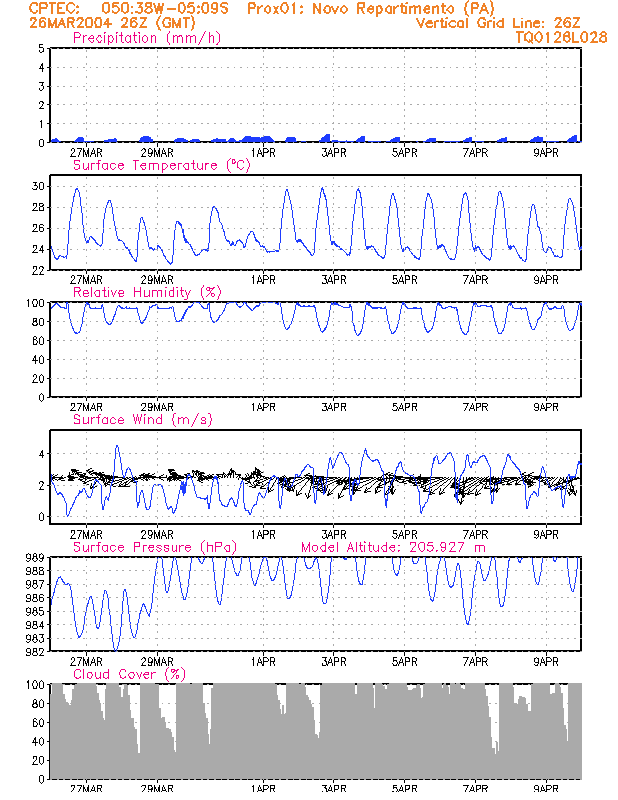 CPTEC: 050:38W-05:09S Prox01: Novo Repartimento (PA)
26MAR2004 26Z (GMT) Vertical Grid Line: 26Z
Precipitation (mm/h) TQ0126L028
5
4
3
2
1
0
27MAR 29MAR 1APR 3APR 5APR 7APR 9APR
Surface Temperature (°C)
30
28
26
24
22
27MAR 29MAR 1APR 3APR 5APR 7APR 9APR
Relative Humidity (%)
100
80
60
40
20
0
27MAR 29MAR 1APR 3APR 5APR 7APR 9APR
Surface Wind (m/s)
4
2
0
27MAR 29MAR 1APR 3APR 5APR 7APR 9APR
Surface Pressure (hPa) Model Altitude: 205.927 m
989
988
987
986
985
984
983
982
27MAR 29MAR 1APR 3APR 5APR 7APR 9APR
Cloud Cover (%)
100
80
60
40
20
0
27MAR 29MAR 1APR 3APR 5APR 7APR 9APR